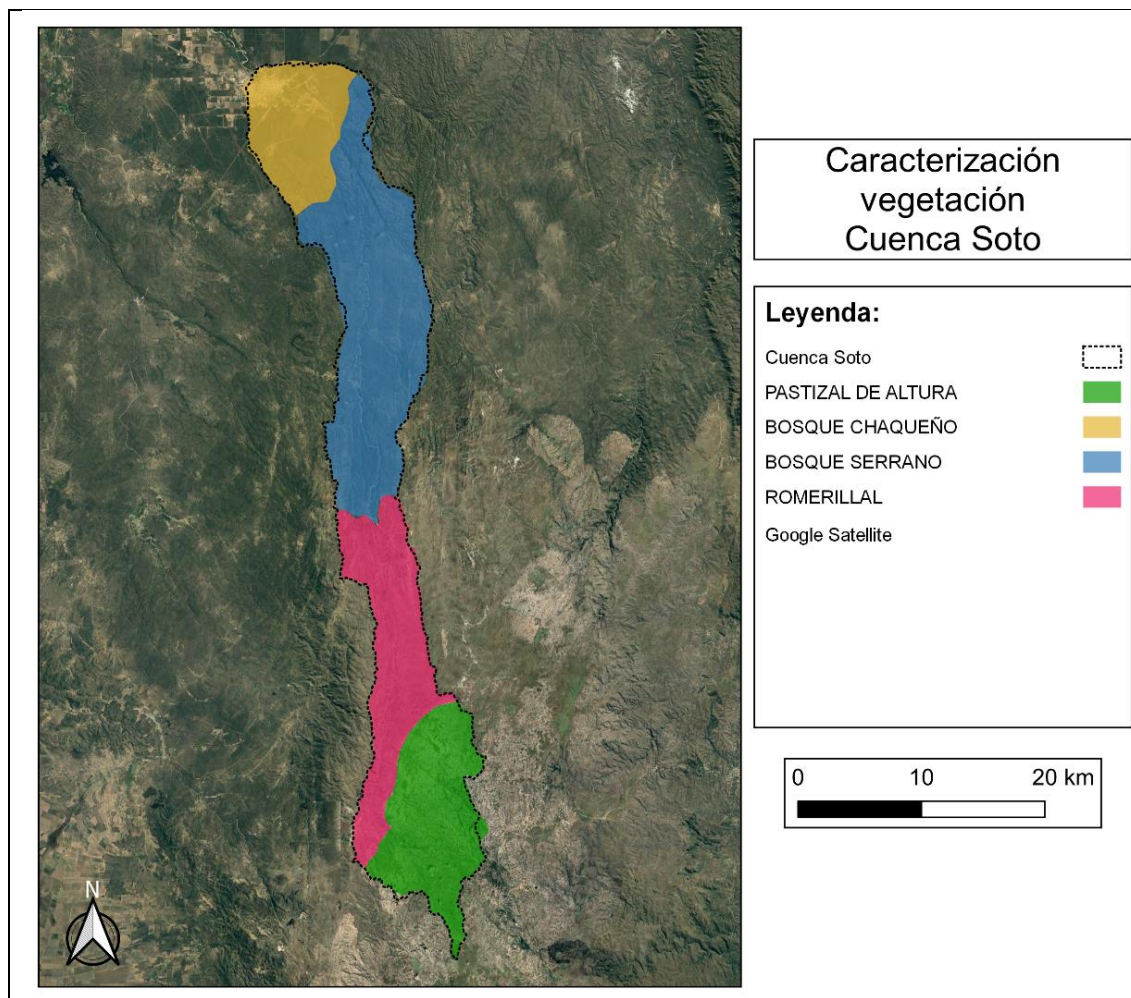 Caracterización
vegetación
Cuenca Soto
Leyenda:
Cuenca Soto
PASTIZAL DE ALTURA
BOSQUE CHAQUEÑO
BOSQUE SERRANO
ROMERILLAL
Google Satellite
0 10 20 km
N